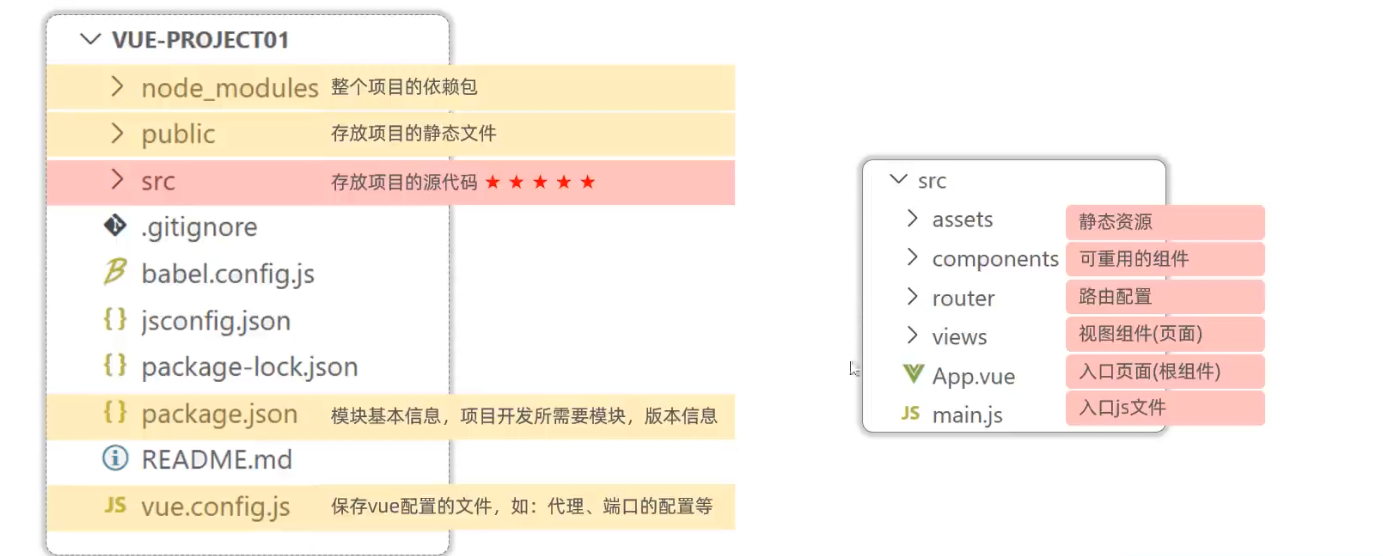 VUE-PROJECT01
node_modules 整个项目的依赖包
public 存放项目的静态文件
src 存放项目的源代码 ★ ★ ★ ★ ★
.gitignore
babel.config.js
jsconfig.json
package-lock.json
package.json 模块基本信息，项目开发所需要模块，版本信息
README.md
vue.config.js 保存vue配置的文件，如：代理、端口的配置等
src
assets 静态资源
components 可重用的组件
router 路由配置
views 视图组件(页面)
App.vue 入口页面(根组件)
JS main.js 入口js文件